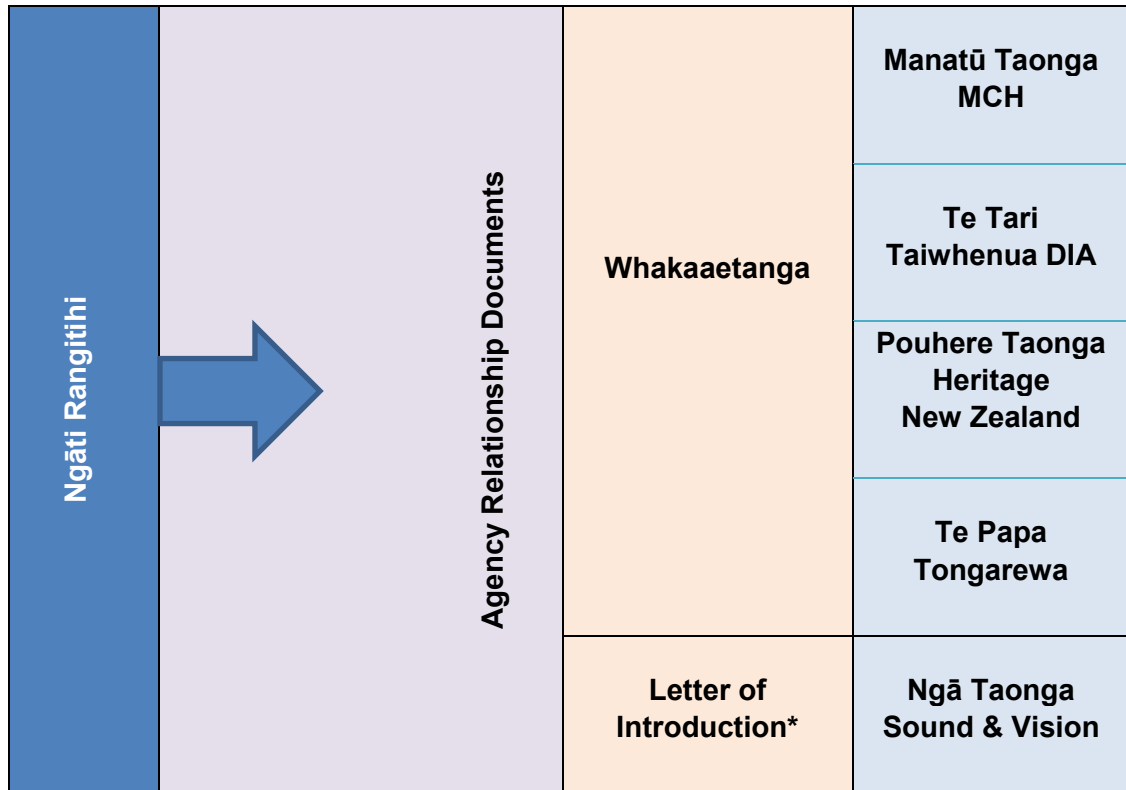 Ngāti Rangitihi
Agency Relationship Documents
Whakaaetanga
Manatū Taonga
MCH
Te Tari
Taiwhenua DIA
Pouhere Taonga
Heritage
New Zealand
Te Papa
Tongarewa
Letter of
Introduction*
Ngā Taonga
Sound & Vision